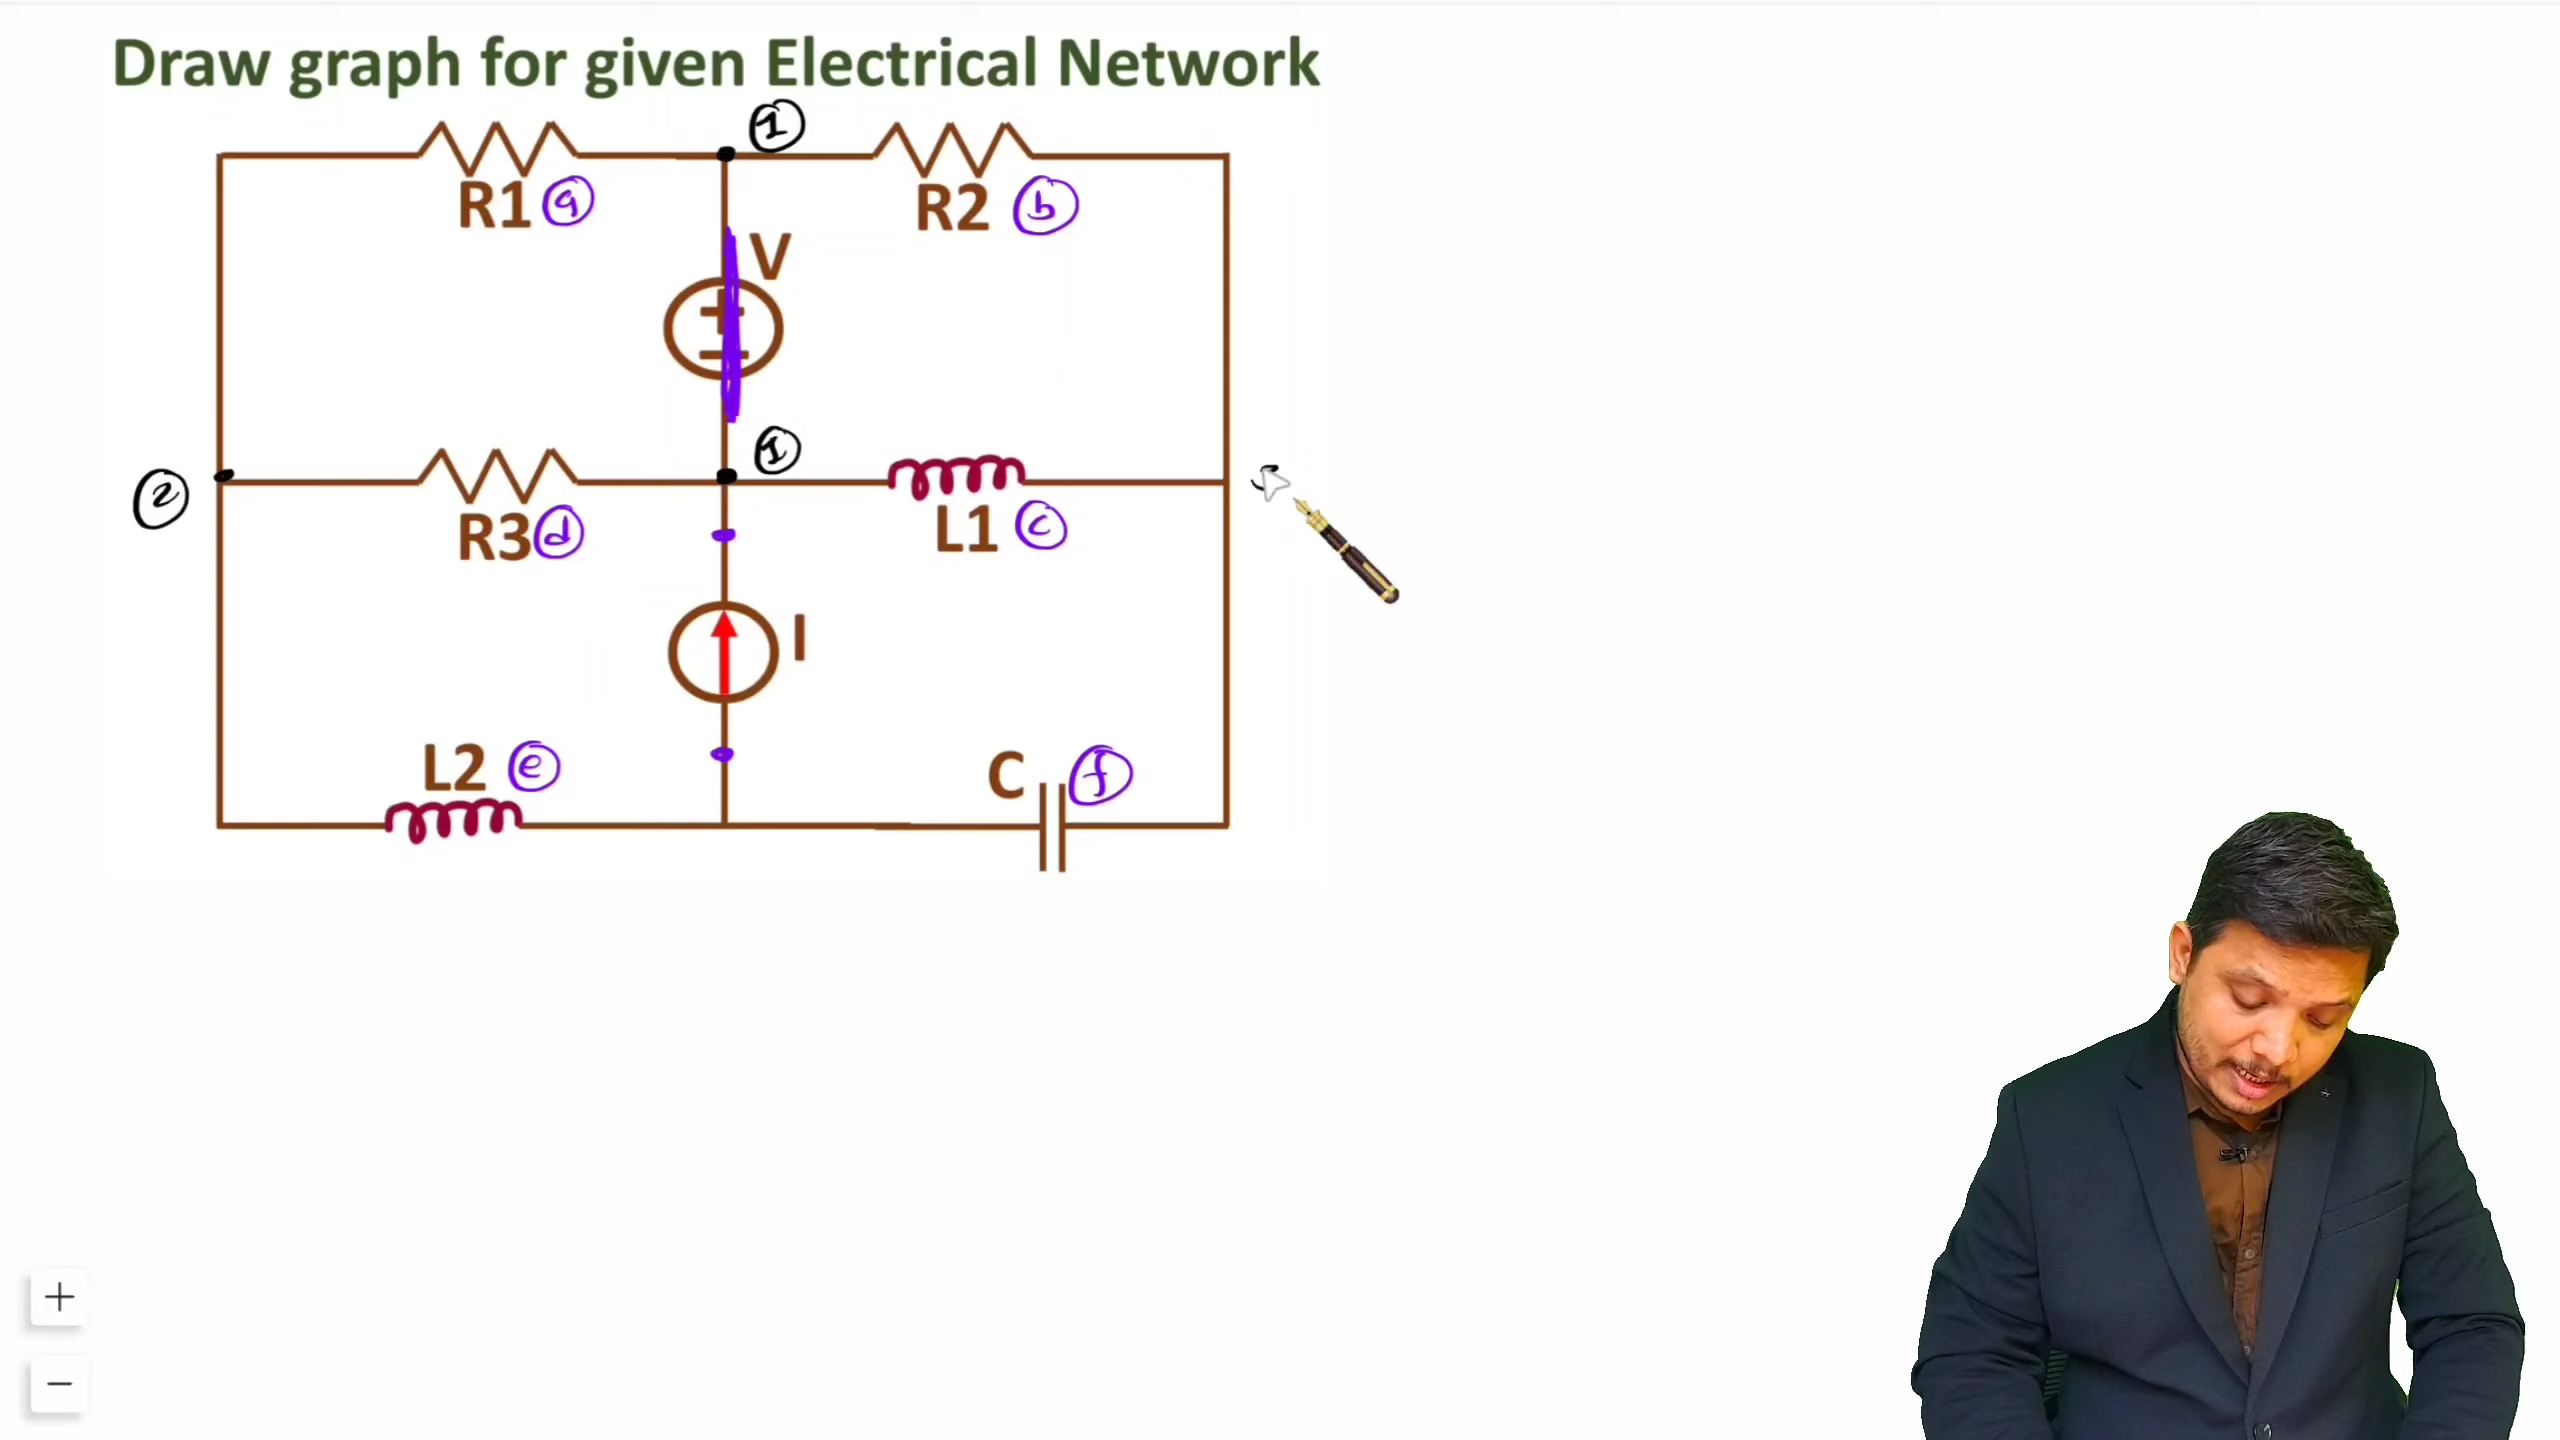 Draw graph for given Electrical Network
1
R1 a
R2 b
V
1
2
R3 d
L1 c
I
L2 e
C f
+
−